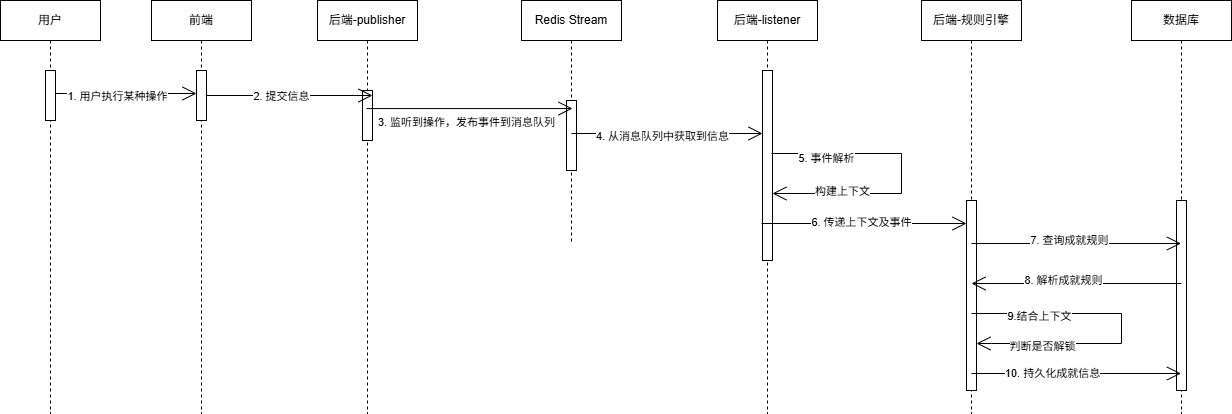 用户
前端
后端-publisher
Redis Stream
后端-listener
后端-规则引擎
数据库
1. 用户执行某种操作
2. 提交信息
3. 监听到操作，发布事件到消息队列
4. 从消息队列中获取到信息
5. 事件解析
构建上下文
6. 传递上下文及事件
7. 查询成就规则
8. 解析成就规则
9.结合上下文
判断是否解锁
10. 持久化成就信息